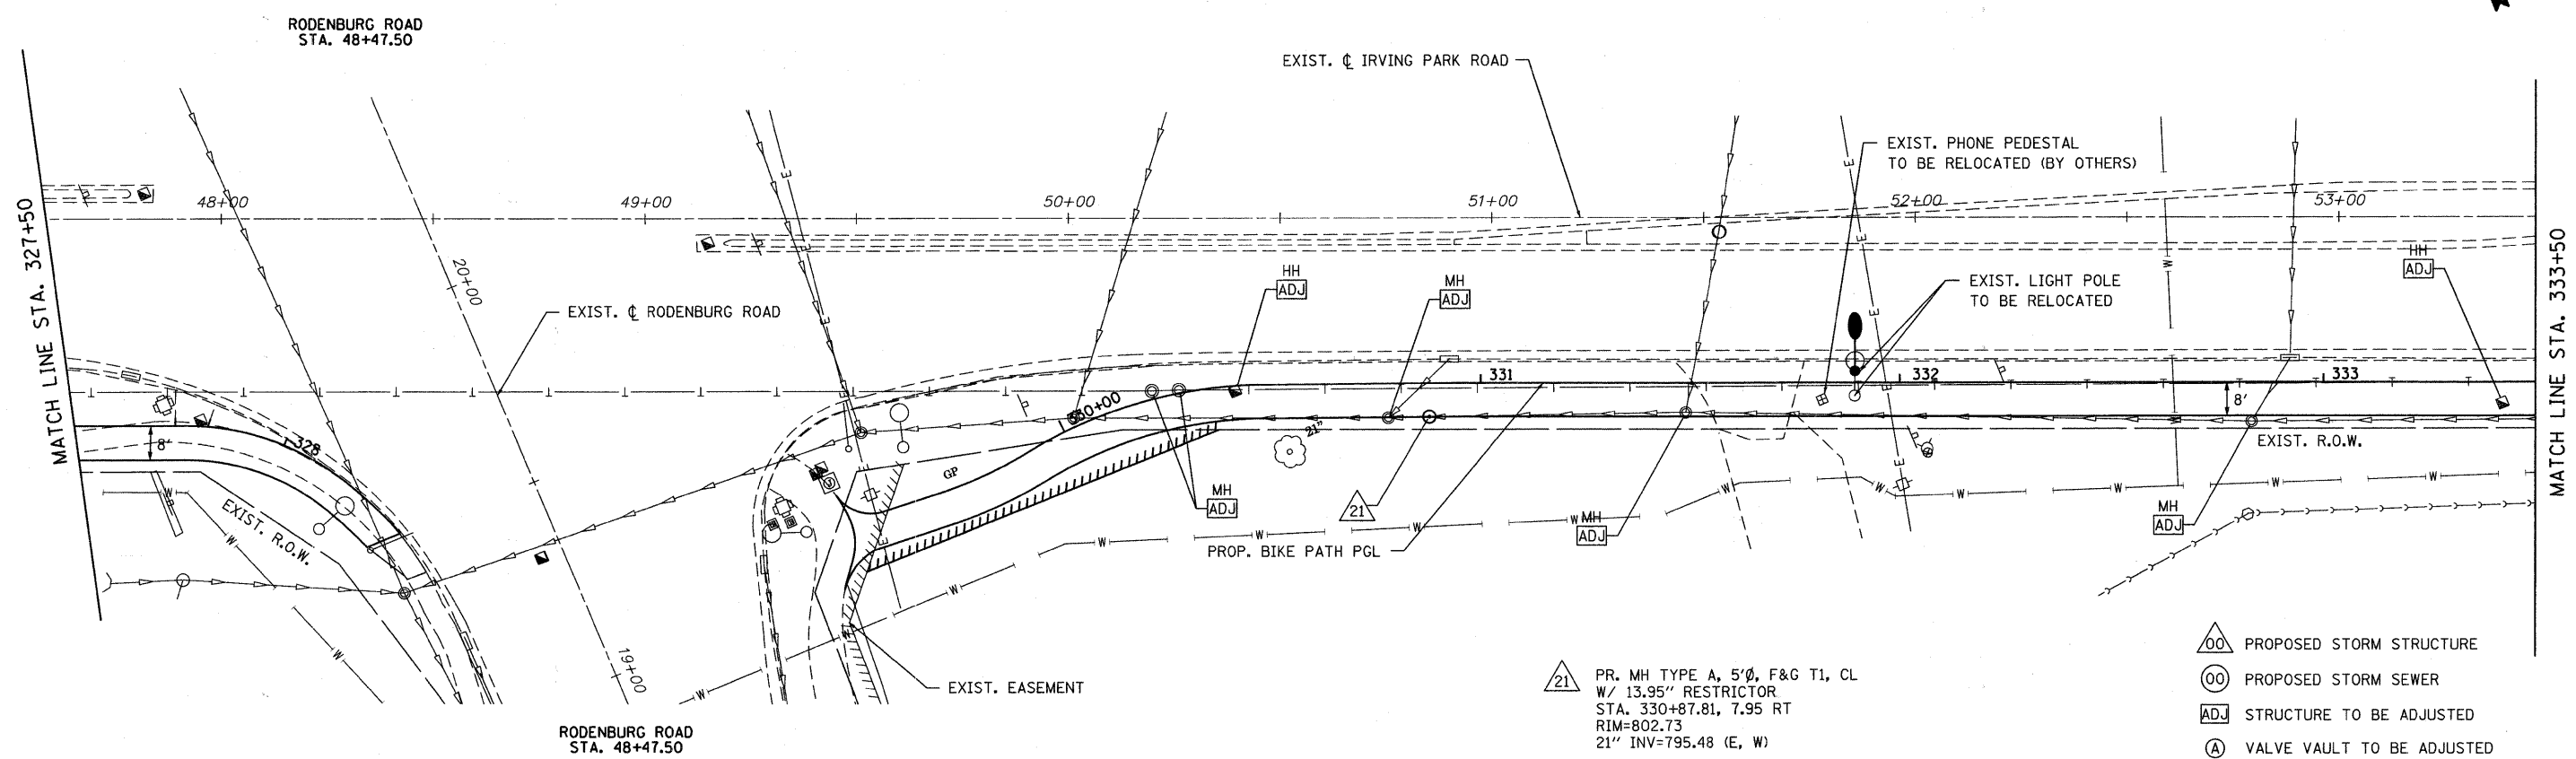 RODENBURG ROAD
STA. 48+47.50
EXIST. ℄ IRVING PARK ROAD
EXIST. PHONE PEDESTAL
TO BE RELOCATED (BY OTHERS)
48+00
49+00
50+00
51+00
52+00
53+00
MATCH LINE STA. 327+50
MATCH LINE STA. 333+50
20+00
EXIST. ℄ RODENBURG ROAD
HH
ADJ
MH
ADJ
EXIST. LIGHT POLE
TO BE RELOCATED
HH
ADJ
328
330+00
331
332
333
8'
8'
21"
GP
EXIST. R.O.W.
EXIST. R.O.W.
MH
ADJ
21
MH
ADJ
MH
ADJ
PROP. BIKE PATH PGL
19+00
EXIST. EASEMENT
RODENBURG ROAD
STA. 48+47.50
21
PR. MH TYPE A, 5'Ø, F&G T1, CL
W/ 13.95" RESTRICTOR
STA. 330+87.81, 7.95 RT
RIM=802.73
21" INV=795.48 (E, W)
00 PROPOSED STORM STRUCTURE
00 PROPOSED STORM SEWER
ADJ STRUCTURE TO BE ADJUSTED
A VALVE VAULT TO BE ADJUSTED